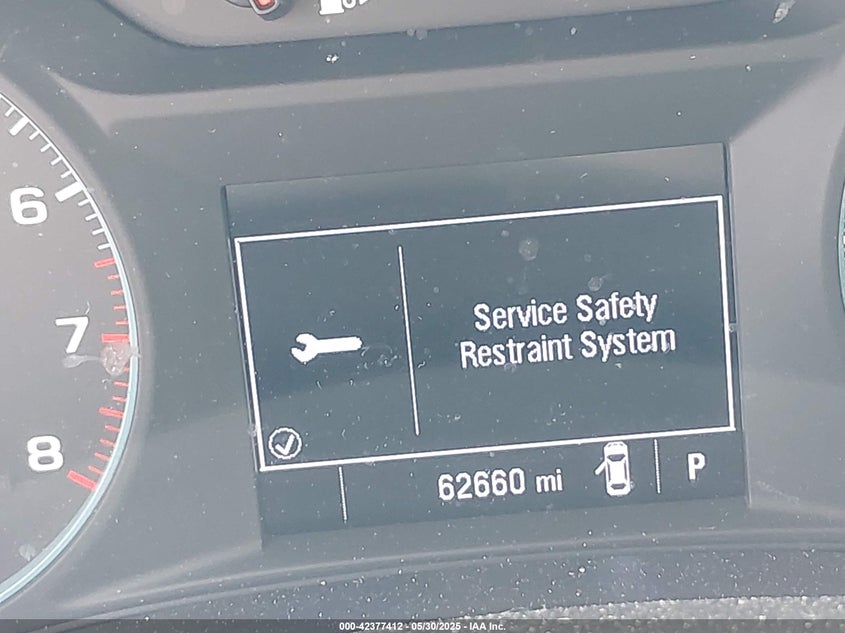 6
7
8
Service Safety
Restraint System
62660 mi
P
000-42377412 - 05/30/2025 - IAA Inc.